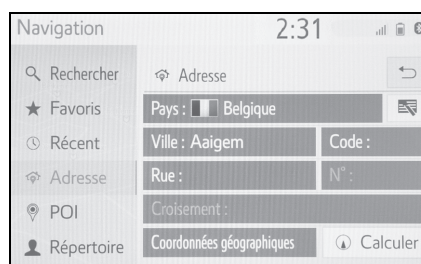 Navigation 2:31
Rechercher Adresse
Favoris Pays : Belgique
Récent Ville : Aaigem Code :
Adresse Rue : N° :
POI Croisement :
Répertoire Coordonnées géographiques Calculer